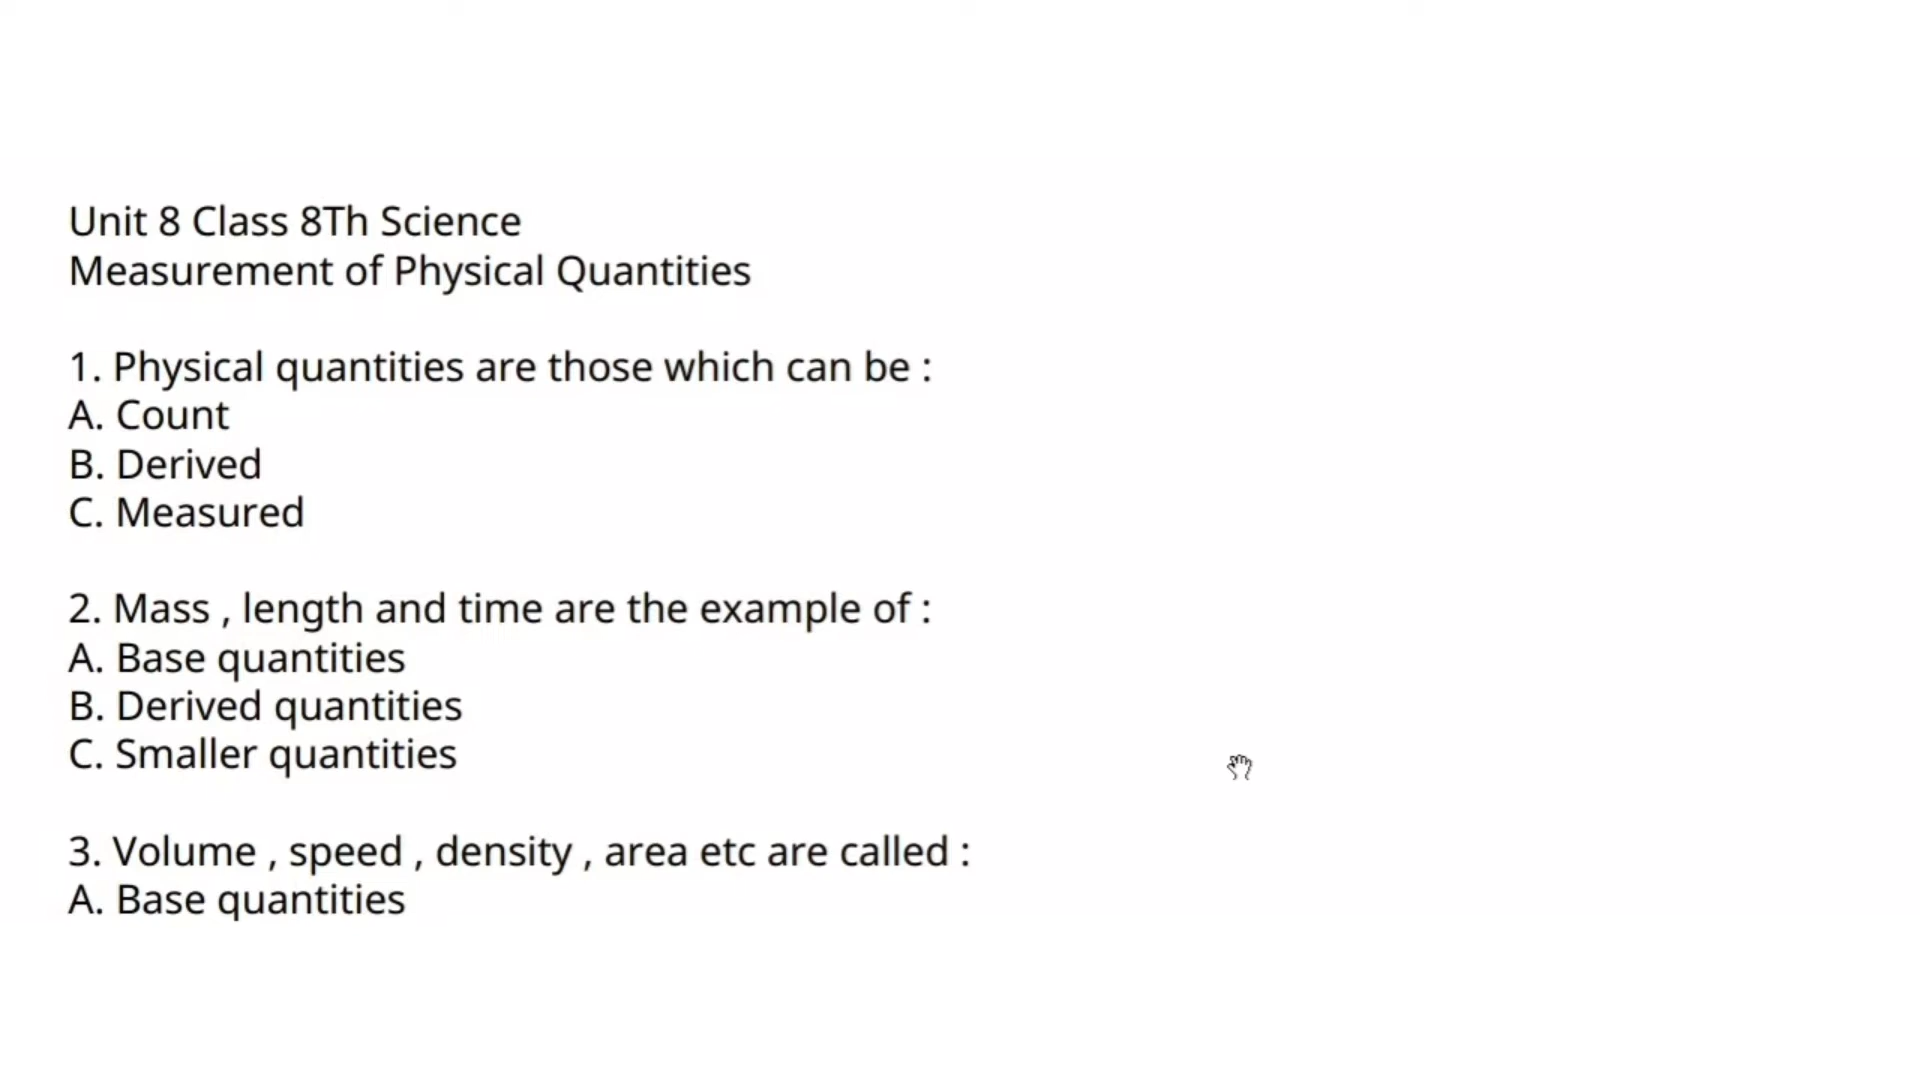 Unit 8 Class 8Th Science
Measurement of Physical Quantities
1. Physical quantities are those which can be :
A. Count
B. Derived
C. Measured
2. Mass , length and time are the example of :
A. Base quantities
B. Derived quantities
C. Smaller quantities
3. Volume , speed , density , area etc are called :
A. Base quantities